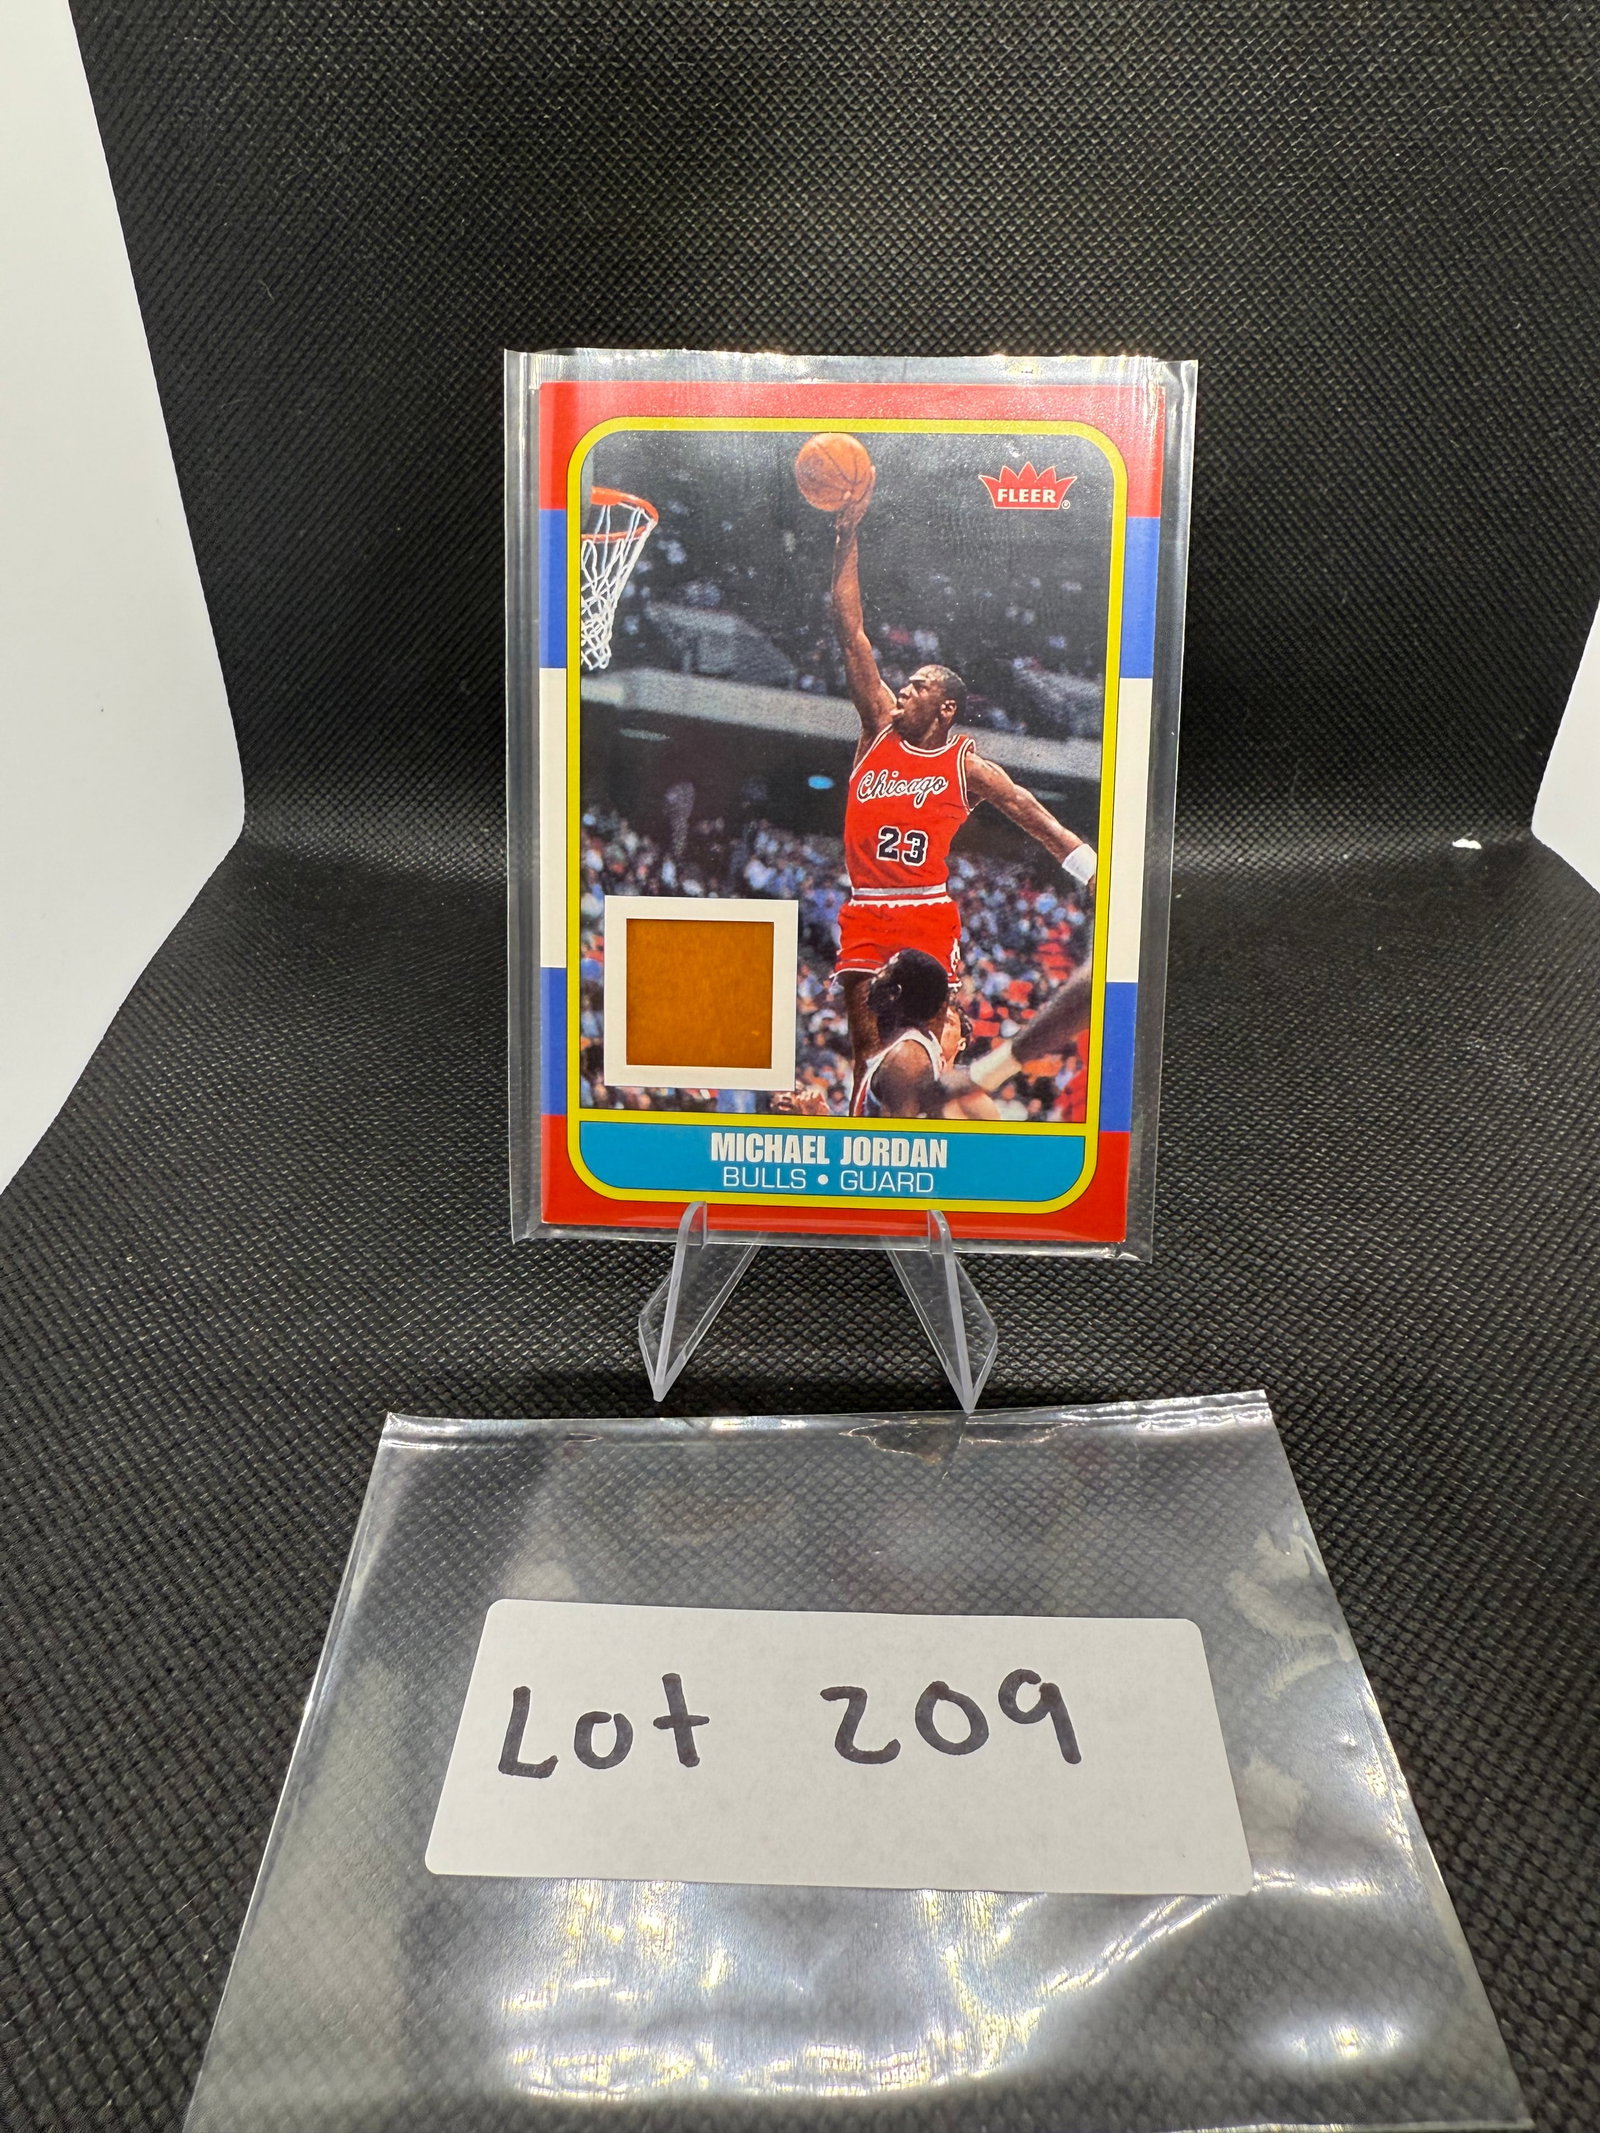 FLEER®
Chicago
23
MICHAEL JORDAN
BULLS • GUARD
Lot 209